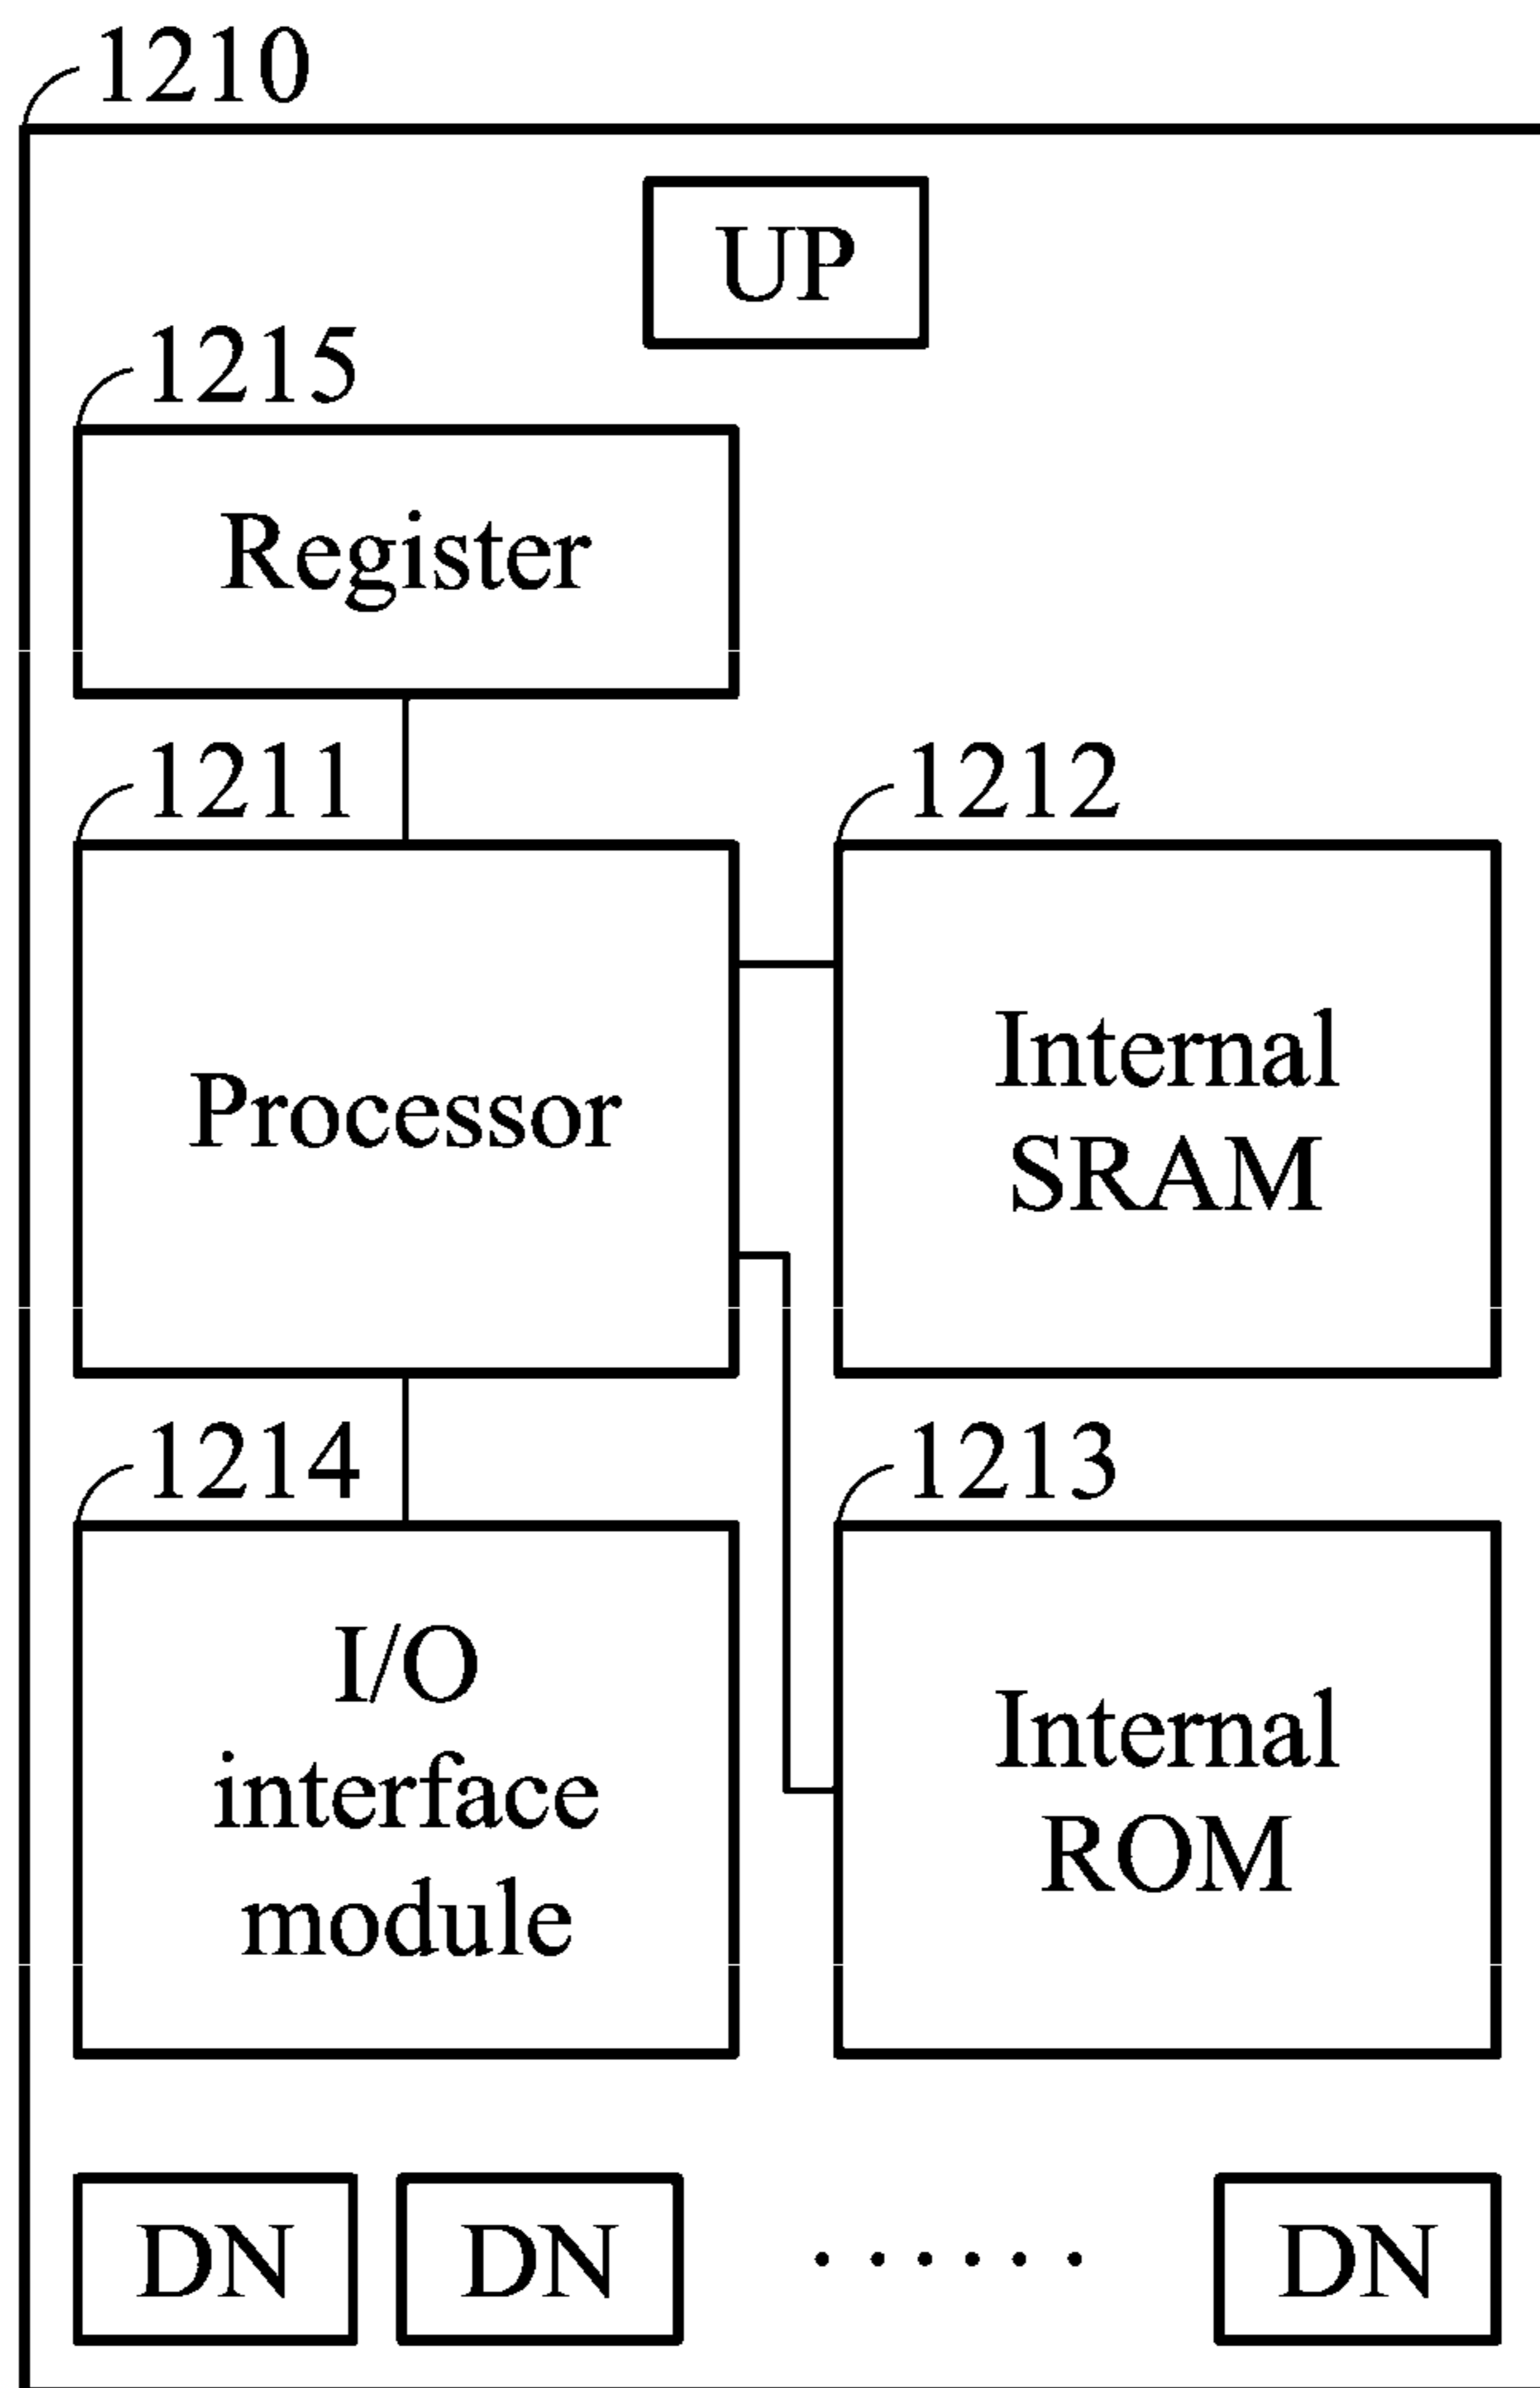 1210
UP
1215
Register
1211
1212
Processor
Internal
SRAM
1214
1213
I/O
interface
module
Internal
ROM
DN
DN
......
DN